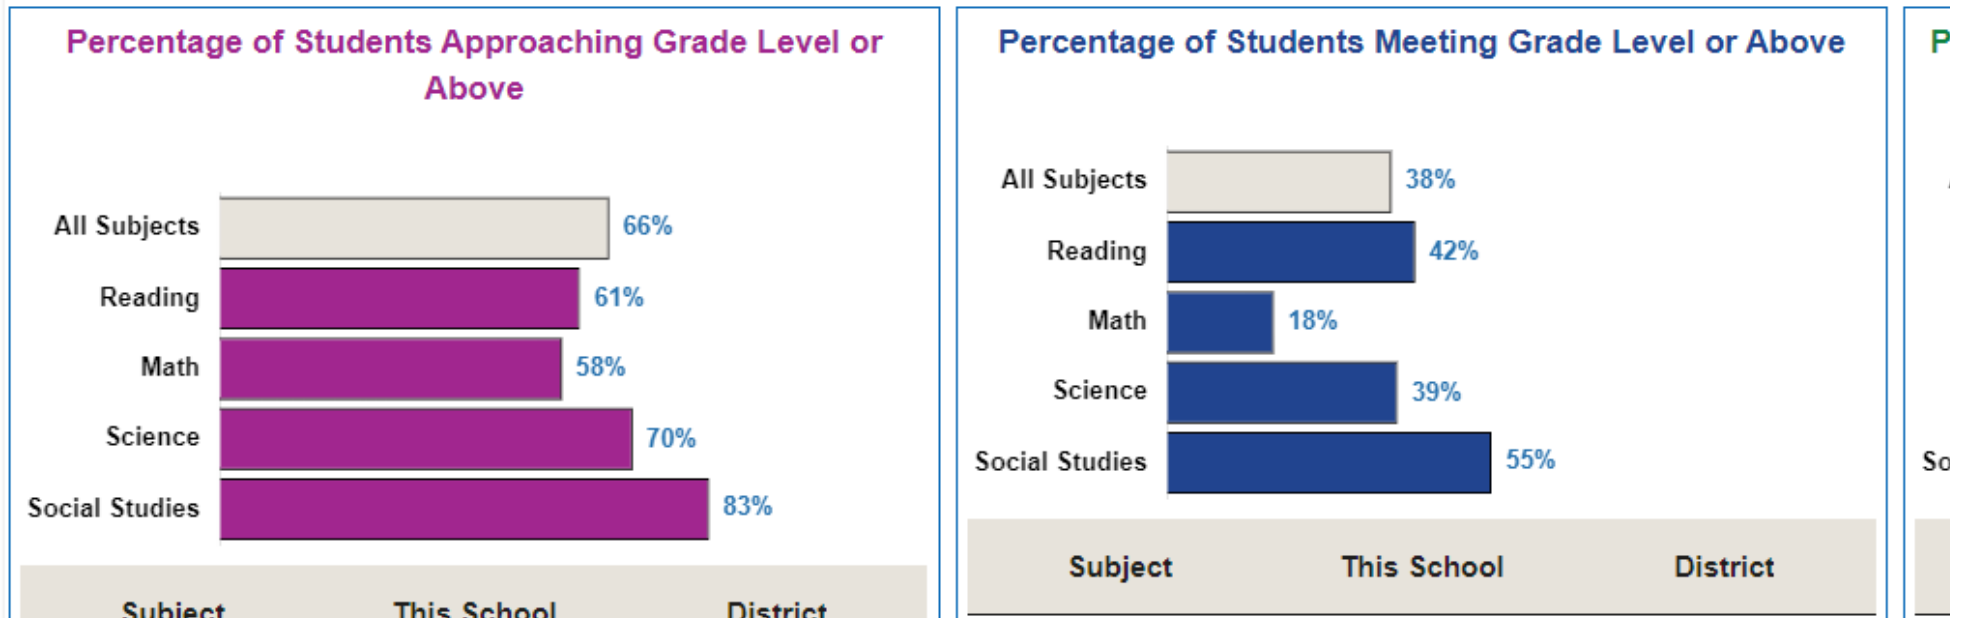 Percentage of Students Approaching Grade Level or
Above
All Subjects 66%
Reading 61%
Math 58%
Science 70%
Social Studies 83%
Subject This School District
Percentage of Students Meeting Grade Level or Above
All Subjects 38%
Reading 42%
Math 18%
Science 39%
Social Studies 55%
Subject This School District
P
So